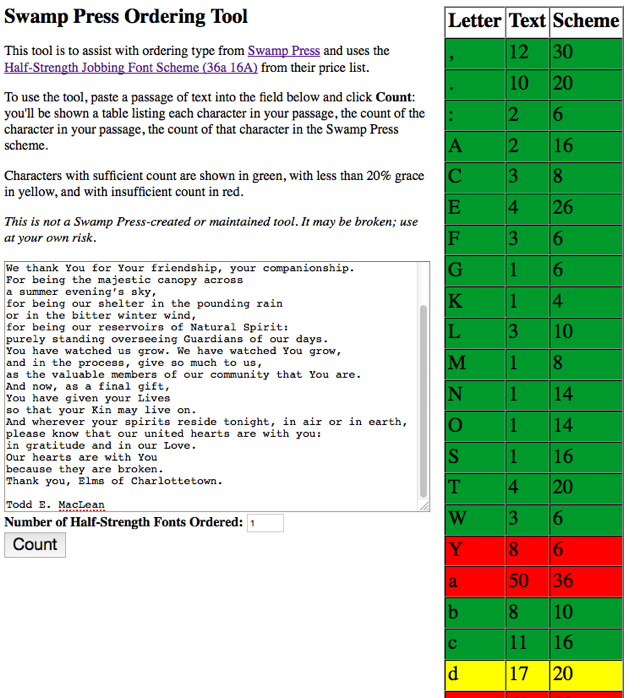 Swamp Press Ordering Tool
This tool is to assist with ordering type from Swamp Press and uses the
Half-Strength Jobbing Font Scheme (36a 16A) from their price list.
To use the tool, paste a passage of text into the field below and click Count:
you'll be shown a table listing each character in your passage, the count of the
character in your passage, the count of that character in the Swamp Press
scheme.
Characters with sufficient count are shown in green, with less than 20% grace
in yellow, and with insufficient count in red.
This is not a Swamp Press-created or maintained tool. It may be broken; use
at your own risk.
We thank You for Your friendship, your companionship.
For being the majestic canopy across
a summer evening's sky,
for being our shelter in the pounding rain
or in the bitter winter wind,
for being our reservoirs of Natural Spirit:
purely standing overseeing Guardians of our days.
You have watched us grow. We have watched You grow,
and in the process, give so much to us,
as the valuable members of our community that You are.
And now, as a final gift,
You have given your Lives
so that your Kin may live on.
And wherever your spirits reside tonight, in air or in earth,
please know that our united hearts are with you:
in gratitude and in our Love.
Our hearts are with You
because they are broken.
Thank you, Elms of Charlottetown.
Todd E. MacLean
Number of Half-Strength Fonts Ordered: 1
Count
Letter Text Scheme
, 12 30
. 10 20
: 2 6
A 2 16
C 3 8
E 4 26
F 3 6
G 1 6
K 1 4
L 3 10
M 1 8
N 1 14
O 1 14
S 1 16
T 4 20
W 3 6
Y 8 6
a 50 36
b 8 10
c 11 16
d 17 20